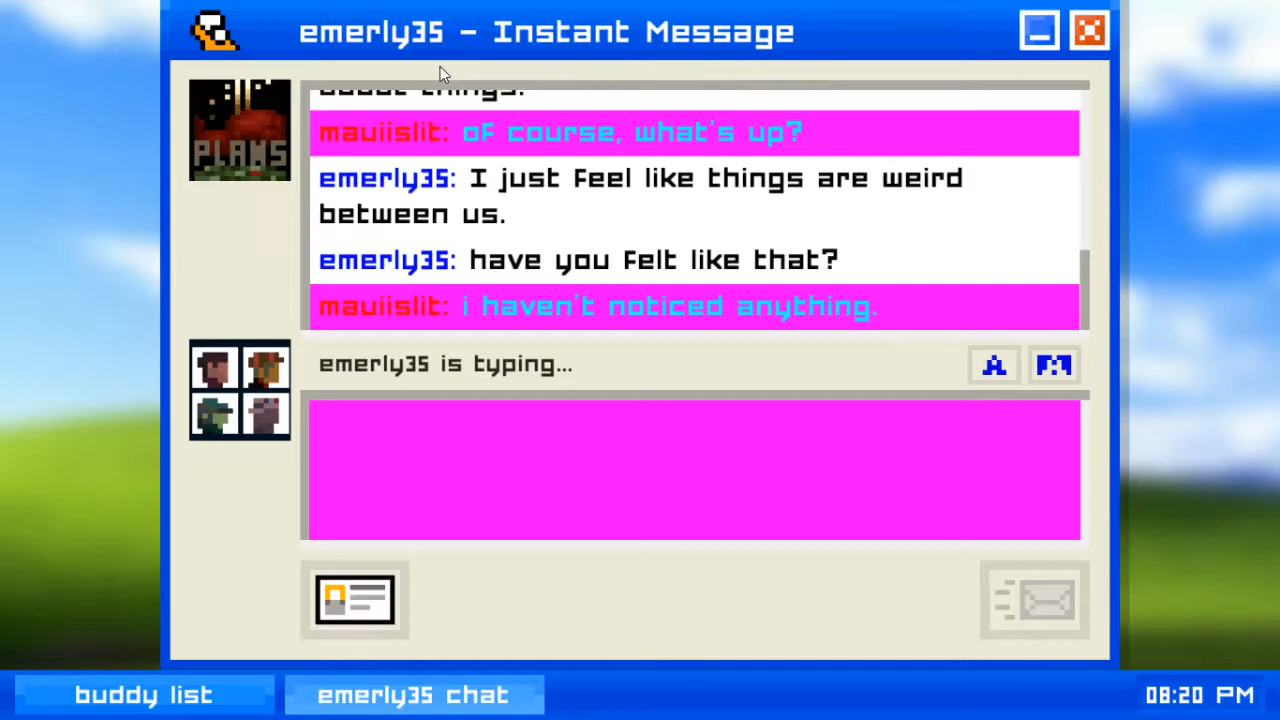 emerly35 - Instant Message
about things.
mauiislit: of course, what's up?
emerly35: I just feel like things are weird
between us.
emerly35: have you felt like that?
mauiislit: i haven't noticed anything.
PLANS
emerly35 is typing...
A
buddy list
emerly35 chat
08:20 PM